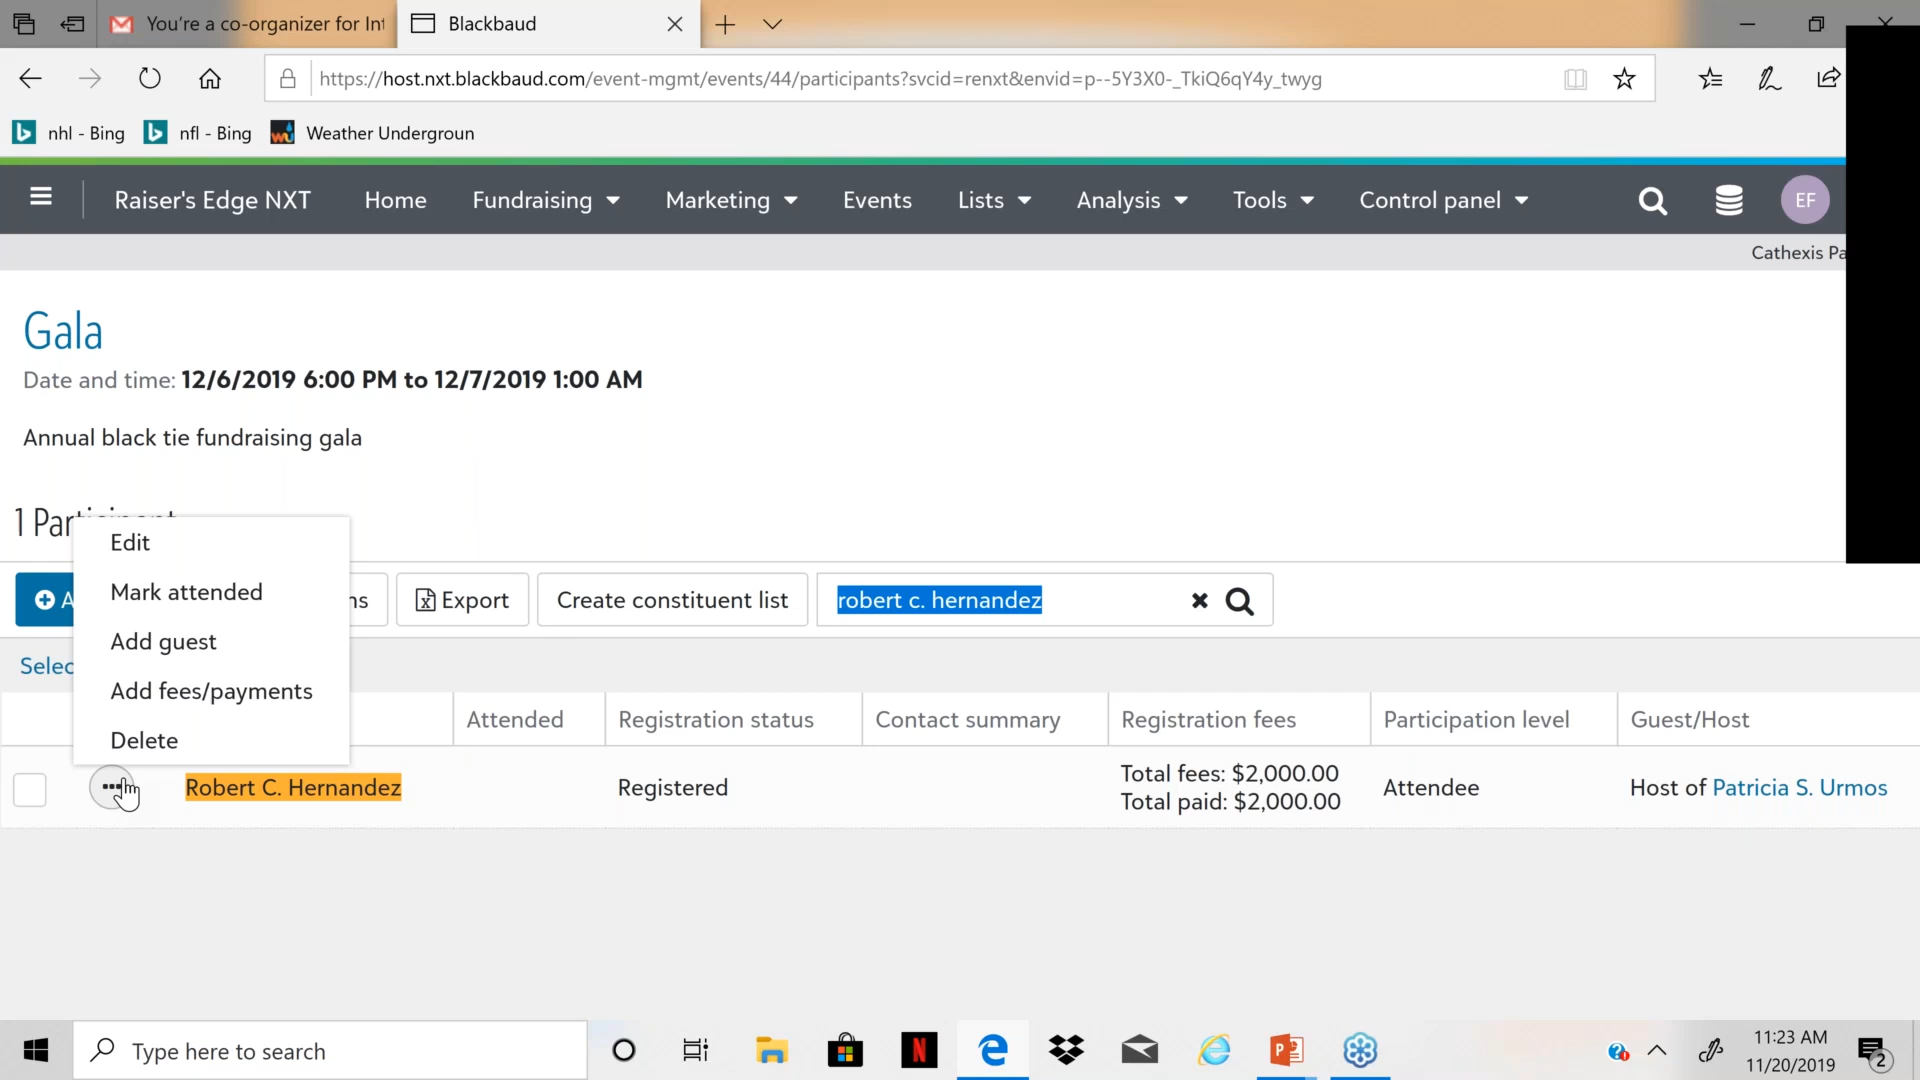 You're a co-organizer for Int
Blackbaud
https://host.nxt.blackbaud.com/event-mgmt/events/44/participants?svcid=renxt&envid=p--5Y3X0-_TkiQ6qY4y_twyg
nhl - Bing
nfl - Bing
Weather Undergroun
Raiser's Edge NXT
Home
Fundraising
Marketing
Events
Lists
Analysis
Tools
Control panel
EF
Cathexis Pa
Gala
Date and time: 12/6/2019 6:00 PM to 12/7/2019 1:00 AM
Annual black tie fundraising gala
1 Participant
Edit
Mark attended
Add guest
Add fees/payments
Delete
A
ns
Export
Create constituent list
robert c. hernandez
Selec
Attended
Registration status
Contact summary
Registration fees
Participation level
Guest/Host
Robert C. Hernandez
Registered
Total fees: $2,000.00
Total paid: $2,000.00
Attendee
Host of Patricia S. Urmos
Type here to search
11:23 AM
11/20/2019
2